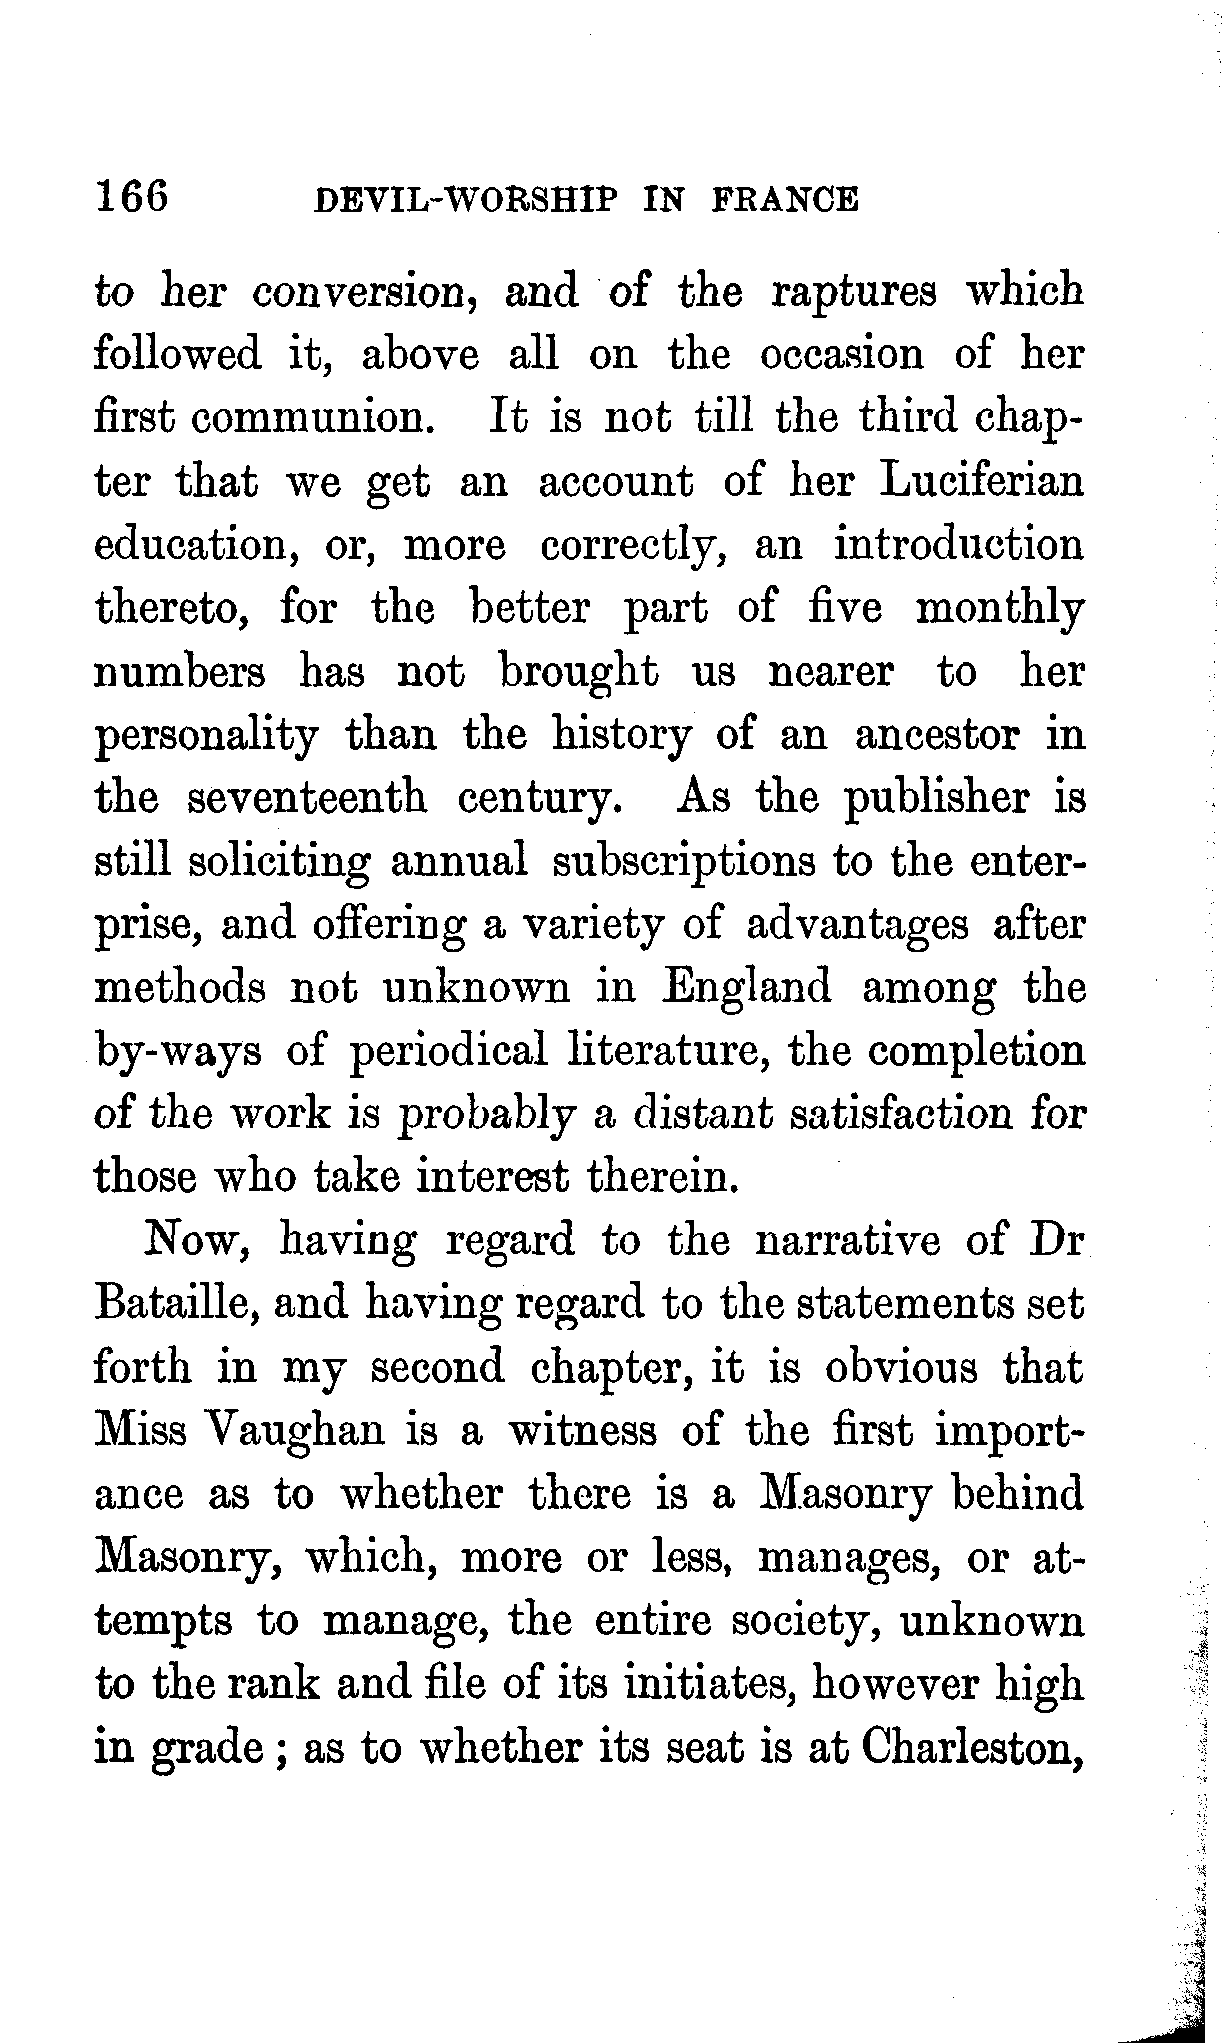 166 DEVIL-WORSHIP IN FRANCE
to her conversion, and of the raptures which
followed it, above all on the occasion of her
first communion. It is not till the third chap-
ter that we get an account of her Luciferian
education, or, more correctly, an introduction
thereto, for the better part of five monthly
numbers has not brought us nearer to her
personality than the history of an ancestor in
the seventeenth century. As the publisher is
still soliciting annual subscriptions to the enter-
prise, and offering a variety of advantages after
methods not unknown in England among the
by-ways of periodical literature, the completion
of the work is probably a distant satisfaction for
those who take interest therein.
Now, having regard to the narrative of Dr
Bataille, and having regard to the statements set
forth in my second chapter, it is obvious that
Miss Vaughan is a witness of the first import-
ance as to whether there is a Masonry behind
Masonry, which, more or less, manages, or at-
tempts to manage, the entire society, unknown
to the rank and file of its initiates, however high
in grade ; as to whether its seat is at Charleston,